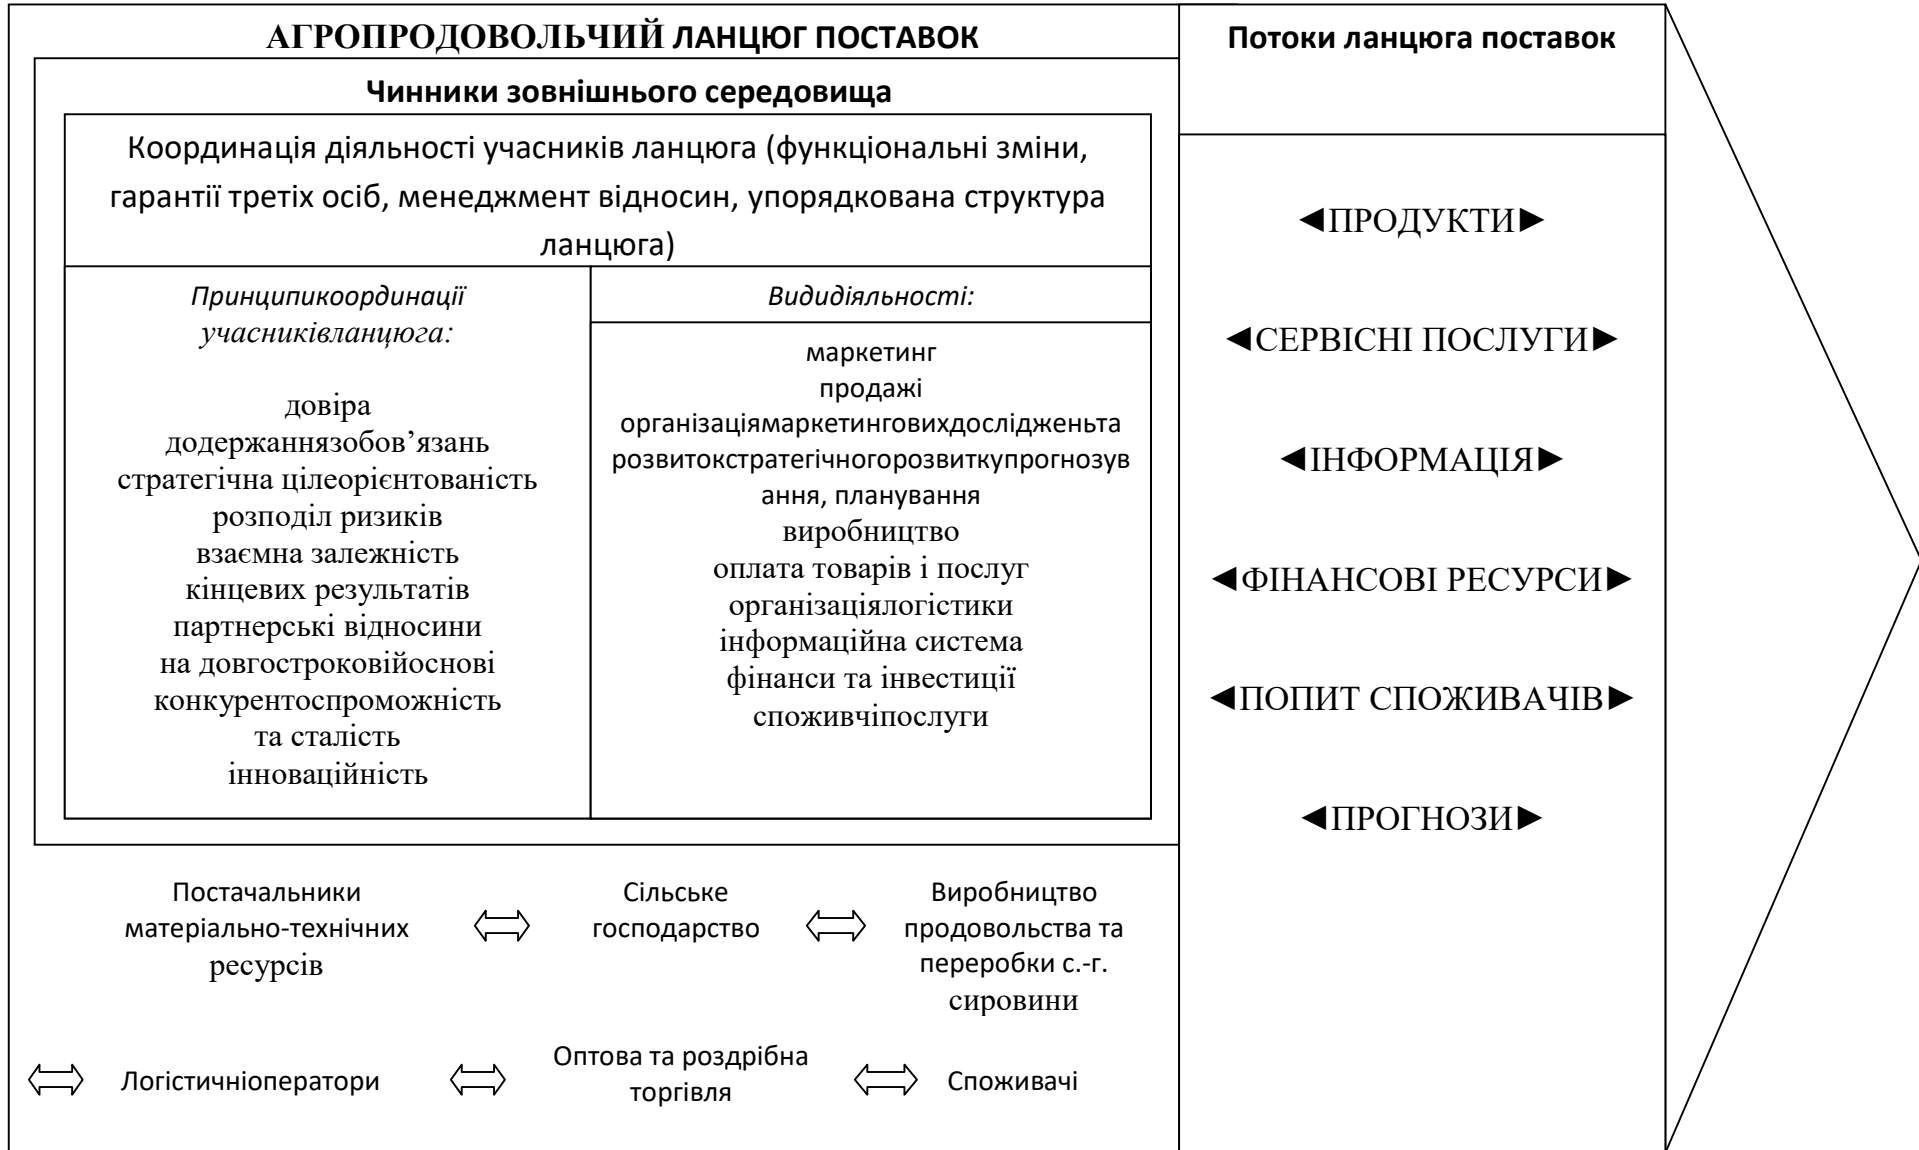 АГРОПРОДОВОЛЬЧИЙ ЛАНЦЮГ ПОСТАВОК
Чинники зовнішнього середовища
Координація діяльності учасників ланцюга (функціональні зміни,
гарантії третіх осіб, менеджмент відносин, упорядкована структура
ланцюга)
Принципикоординації
учасниківланцюга:
довіра
додержаннязобов’язань
стратегічна цілеорієнтованість
розподіл ризиків
взаємна залежність
кінцевих результатів
партнерські відносини
на довгостроковійоснові
конкурентоспроможність
та сталість
інноваційність
Видидіяльності:
маркетинг
продажі
організаціямаркетинговихдослідженьта
розвитокстратегічногорозвиткупрогнозув
ання, планування
виробництво
оплата товарів і послуг
організаціялогістики
інформаційна система
фінанси та інвестиції
споживчіпослуги
Постачальники
матеріально-технічних
ресурсів
Сільське
господарство
Виробництво
продовольства та
переробки с.-г.
сировини
Логістичніоператори
Оптова та роздрібна
торгівля
Споживачі
Потоки ланцюга поставок
◄ПРОДУКТИ►
◄СЕРВІСНІ ПОСЛУГИ►
◄ІНФОРМАЦІЯ►
◄ФІНАНСОВІ РЕСУРСИ►
◄ПОПИТ СПОЖИВАЧІВ►
◄ПРОГНОЗИ►